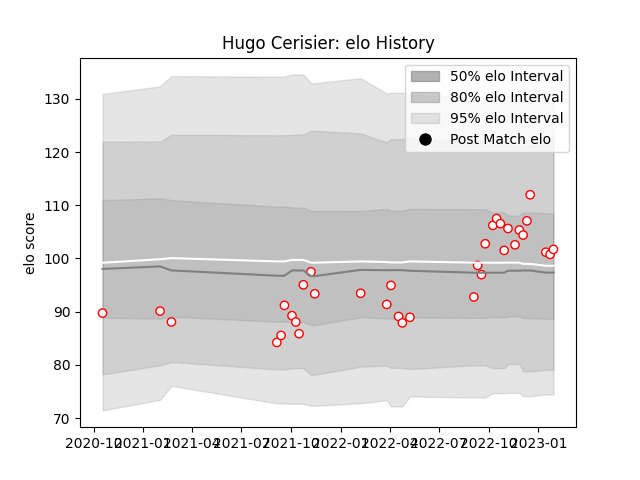 Hugo Cerisier: elo History
50% elo Interval
80% elo Interval
95% elo Interval
Post Match elo
elo score
130
120
110
100
90
80
70
2020-10 2021-01 2021-04 2021-07 2021-10 2022-01 2022-04 2022-07 2022-10 2023-01